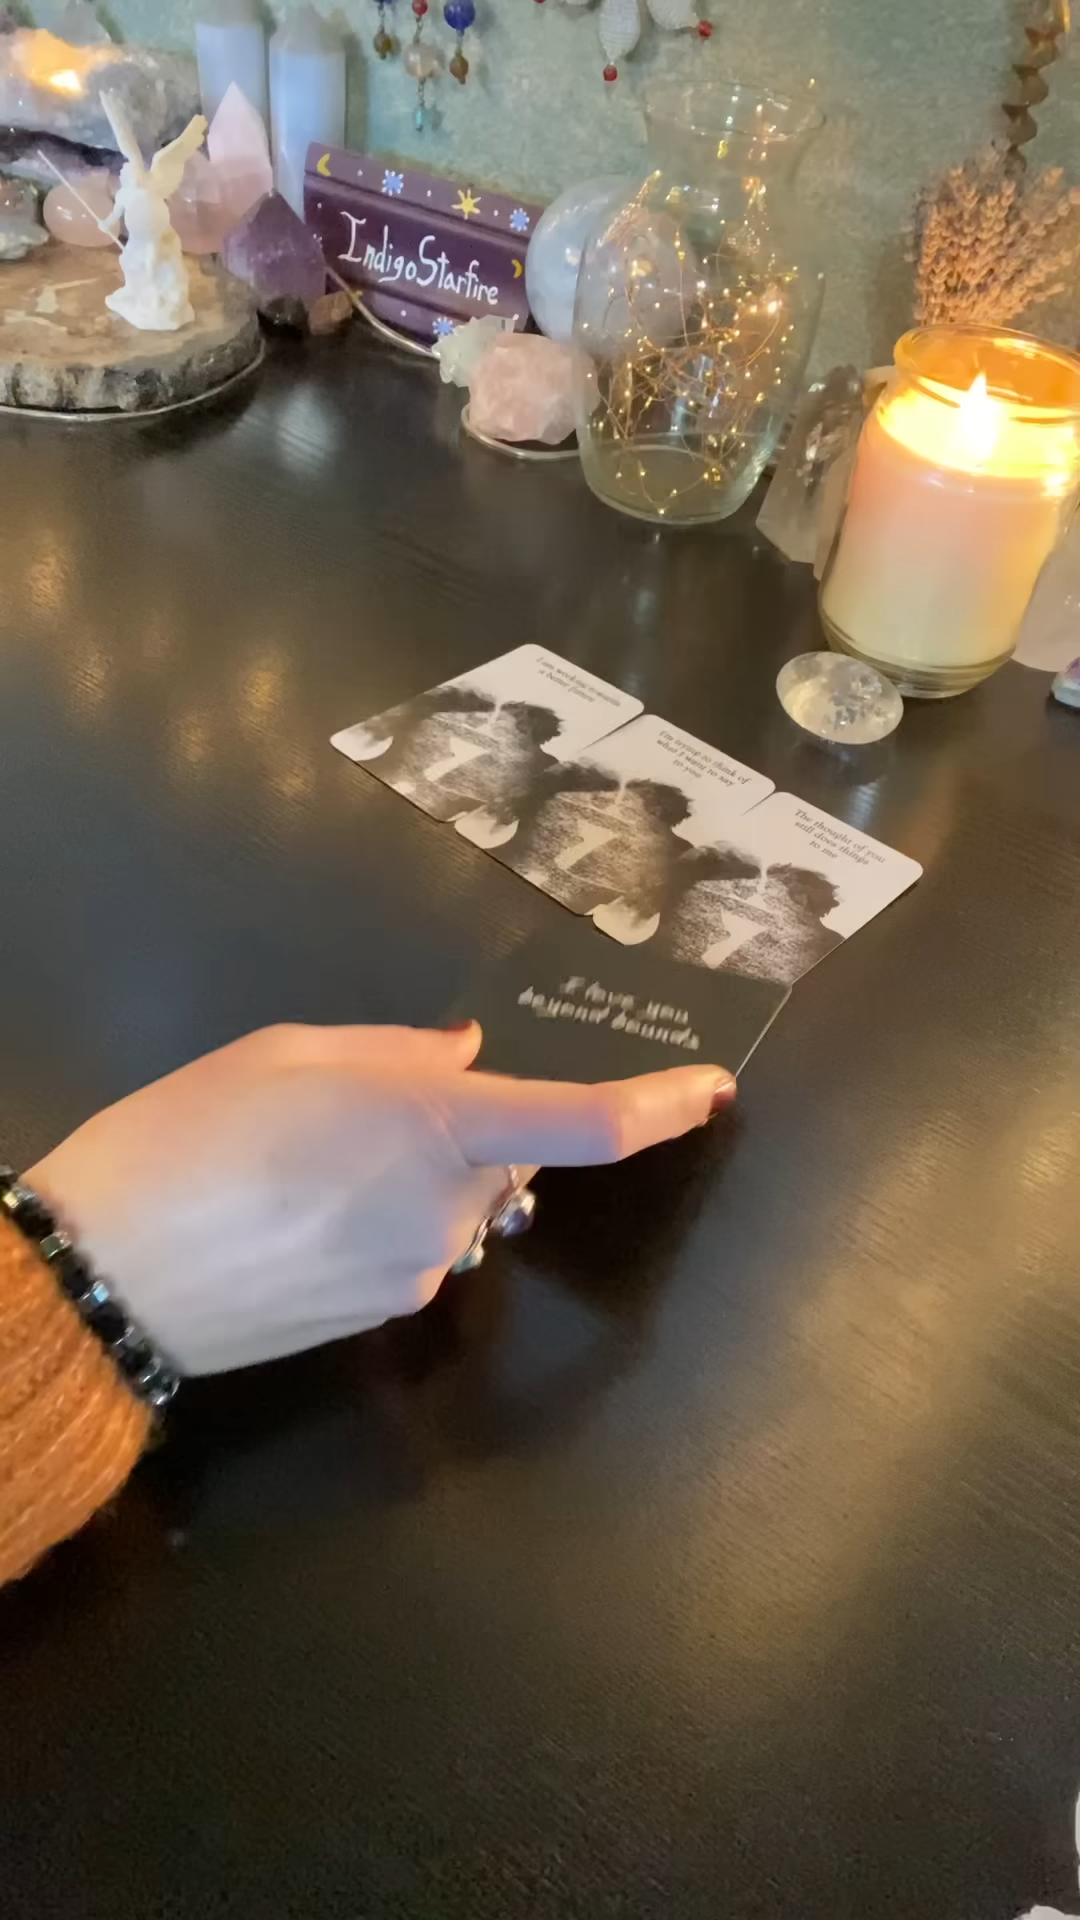 IndigoStarfire
I am working towards
a better future
I'm trying to think of
what I want to say
to you
The thought of you
still does things
to me
I love you
beyond bounds